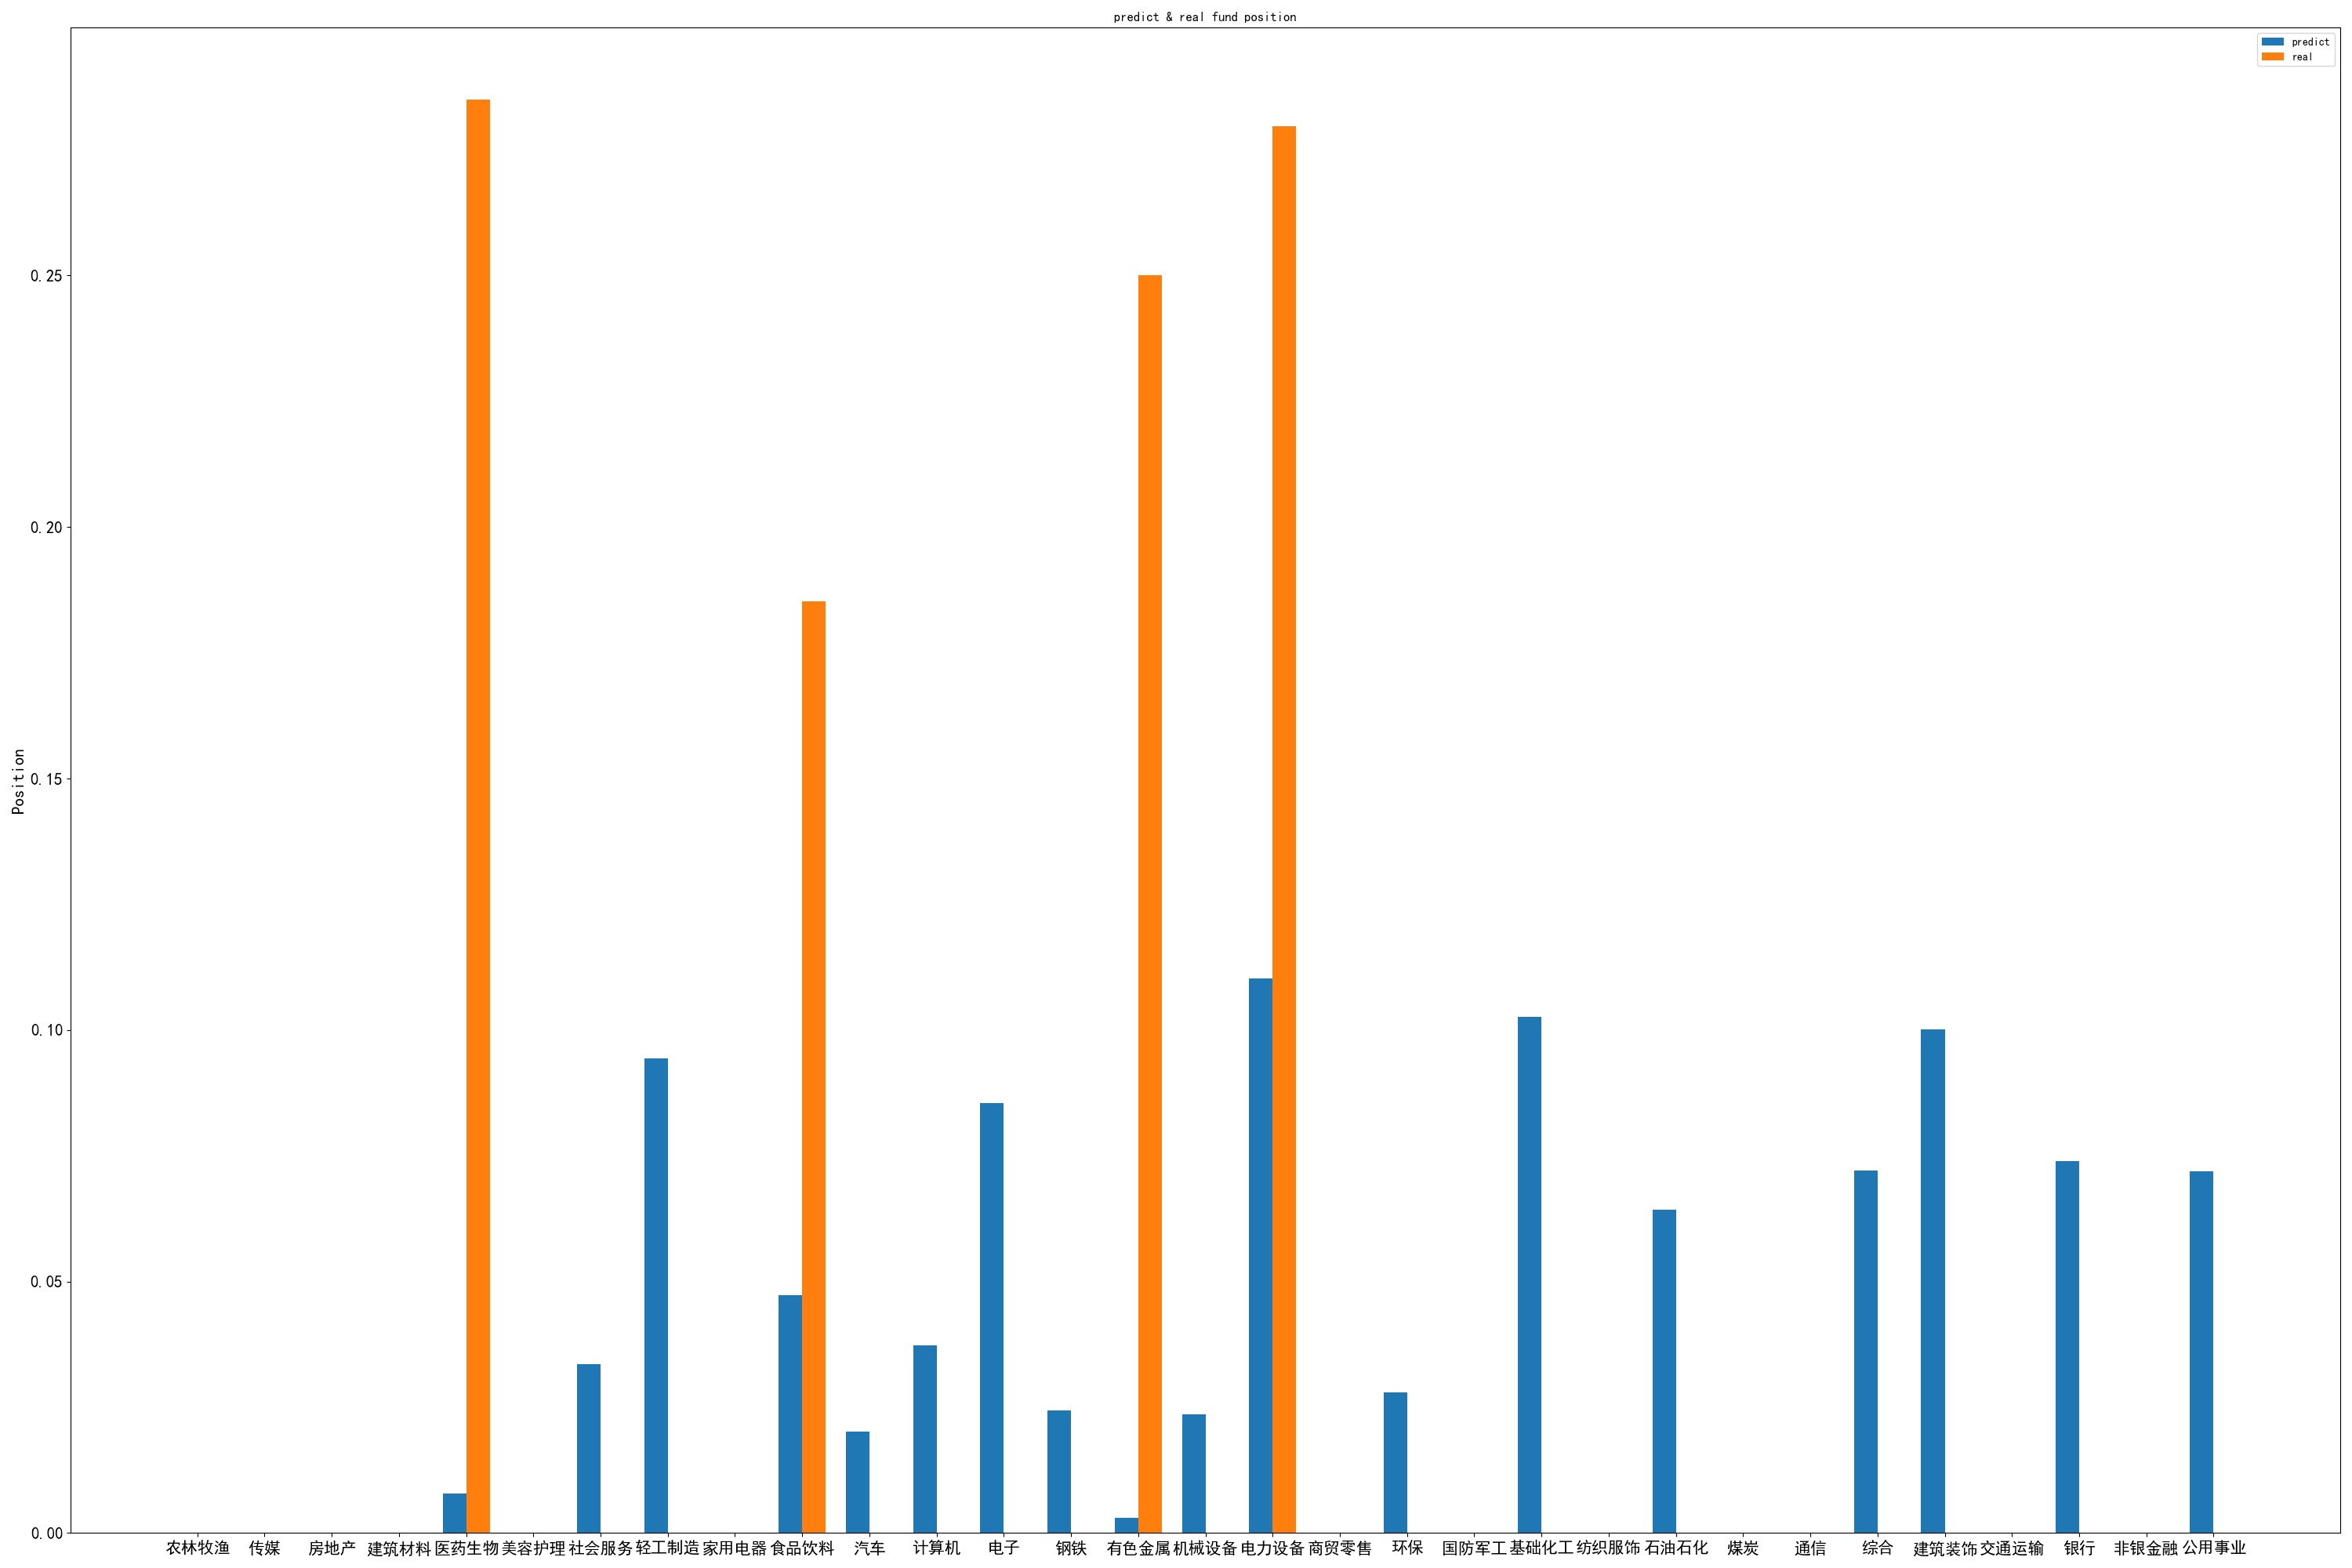 predict & real fund position
predict
real
0.25
0.20
0.15
0.10
0.05
0.00
Position
农林牧渔 传媒 房地产 建筑材料 医药生物 美容护理 社会服务 轻工制造 家用电器 食品饮料 汽车 计算机 电子 钢铁 有色金属 机械设备 电力设备 商贸零售 环保 国防军工 基础化工 纺织服饰 石油石化 煤炭 通信 综合 建筑装饰 交通运输 银行 非银金融 公用事业